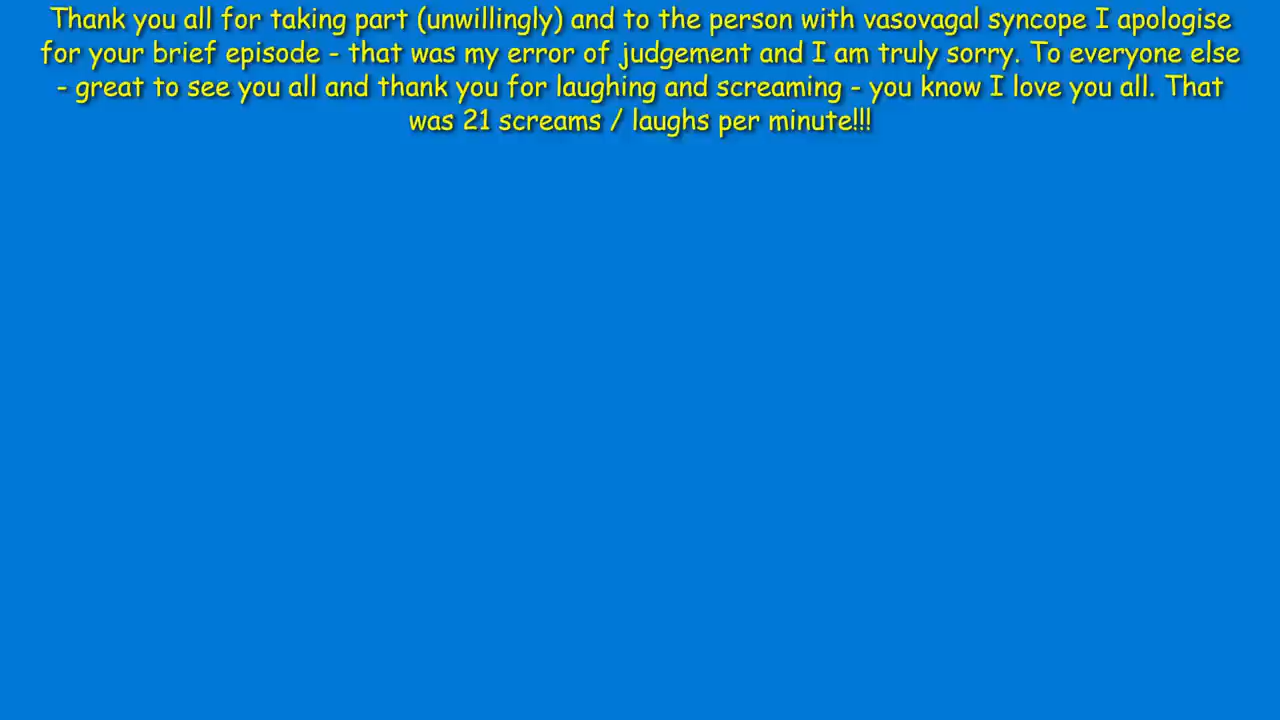 Thank you all for taking part (unwillingly) and to the person with vasovagal syncope I apologise
for your brief episode - that was my error of judgement and I am truly sorry. To everyone else
- great to see you all and thank you for laughing and screaming - you know I love you all. That
was 21 screams / laughs per minute!!!